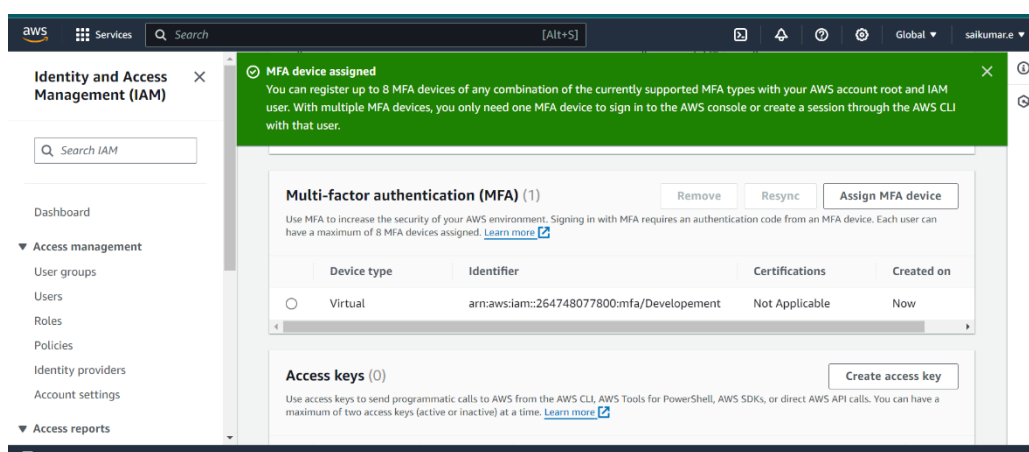 aws Services Search [Alt+S] Global ▼ saikumar.e ▼
Identity and Access
Management (IAM)
Search IAM
Dashboard
Access management
User groups
Users
Roles
Policies
Identity providers
Account settings
Access reports
MFA device assigned
You can register up to 8 MFA devices of any combination of the currently supported MFA types with your AWS account root and IAM
user. With multiple MFA devices, you only need one MFA device to sign in to the AWS console or create a session through the AWS CLI
with that user.
Multi-factor authentication (MFA) (1) Remove Resync Assign MFA device
Use MFA to increase the security of your AWS environment. Signing in with MFA requires an authentication code from an MFA device. Each user can
have a maximum of 8 MFA devices assigned. Learn more
Device type Identifier Certifications Created on
Virtual arn:aws:iam::264748077800:mfa/Developement Not Applicable Now
Access keys (0) Create access key
Use access keys to send programmatic calls to AWS from the AWS CLI, AWS Tools for PowerShell, AWS SDKs, or direct AWS API calls. You can have a
maximum of two access keys (active or inactive) at a time. Learn more